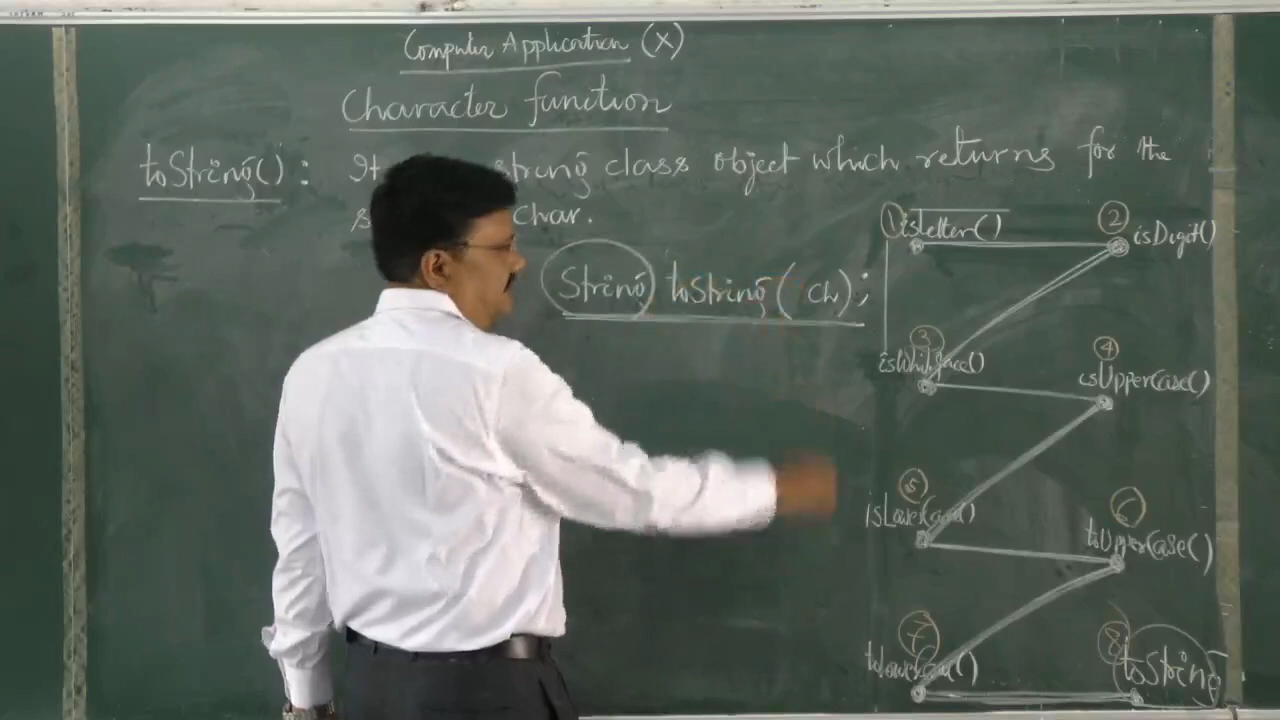 Computer Application (X)
Character function
toString() : It string class object which returns for the
char.
String toString( ch) ;
1 isLetter()
2 isDigit()
3 isWhitSpace()
4 isUpperCase()
5 isLowerCase()
6 toUpperCase()
7 toLowerCase()
8 toString